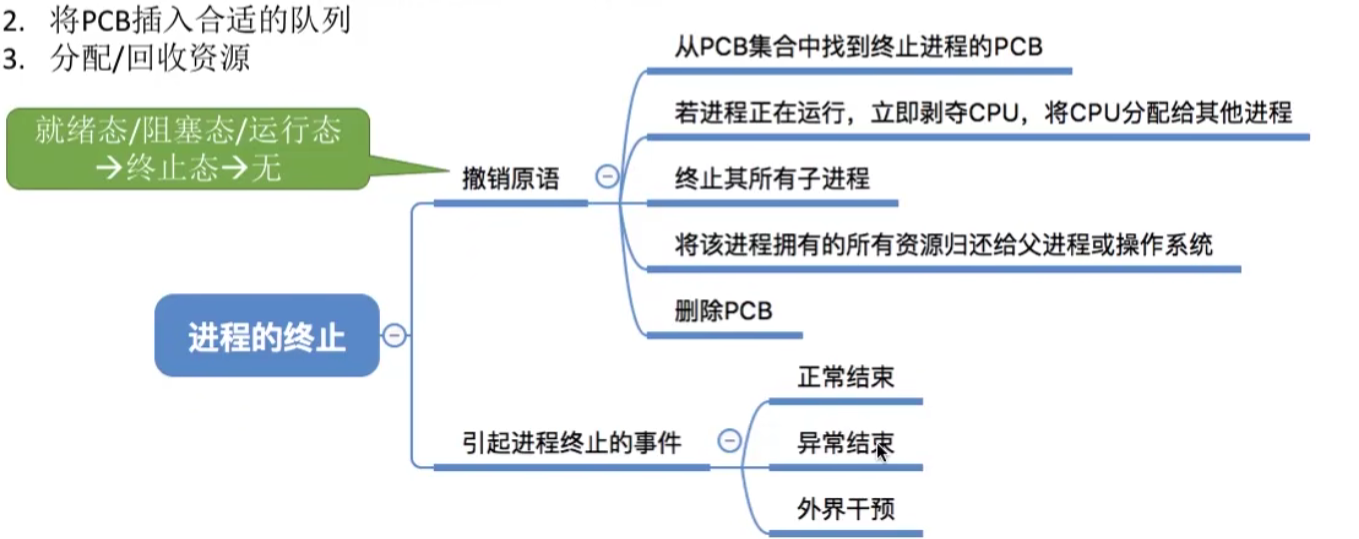 2. 将PCB插入合适的队列
3. 分配/回收资源
就绪态/阻塞态/运行态
→终止态→无
进程的终止
撤销原语
从PCB集合中找到终止进程的PCB
若进程正在运行，立即剥夺CPU，将CPU分配给其他进程
终止其所有子进程
将该进程拥有的所有资源归还给父进程或操作系统
删除PCB
引起进程终止的事件
正常结束
异常结束
外界干预